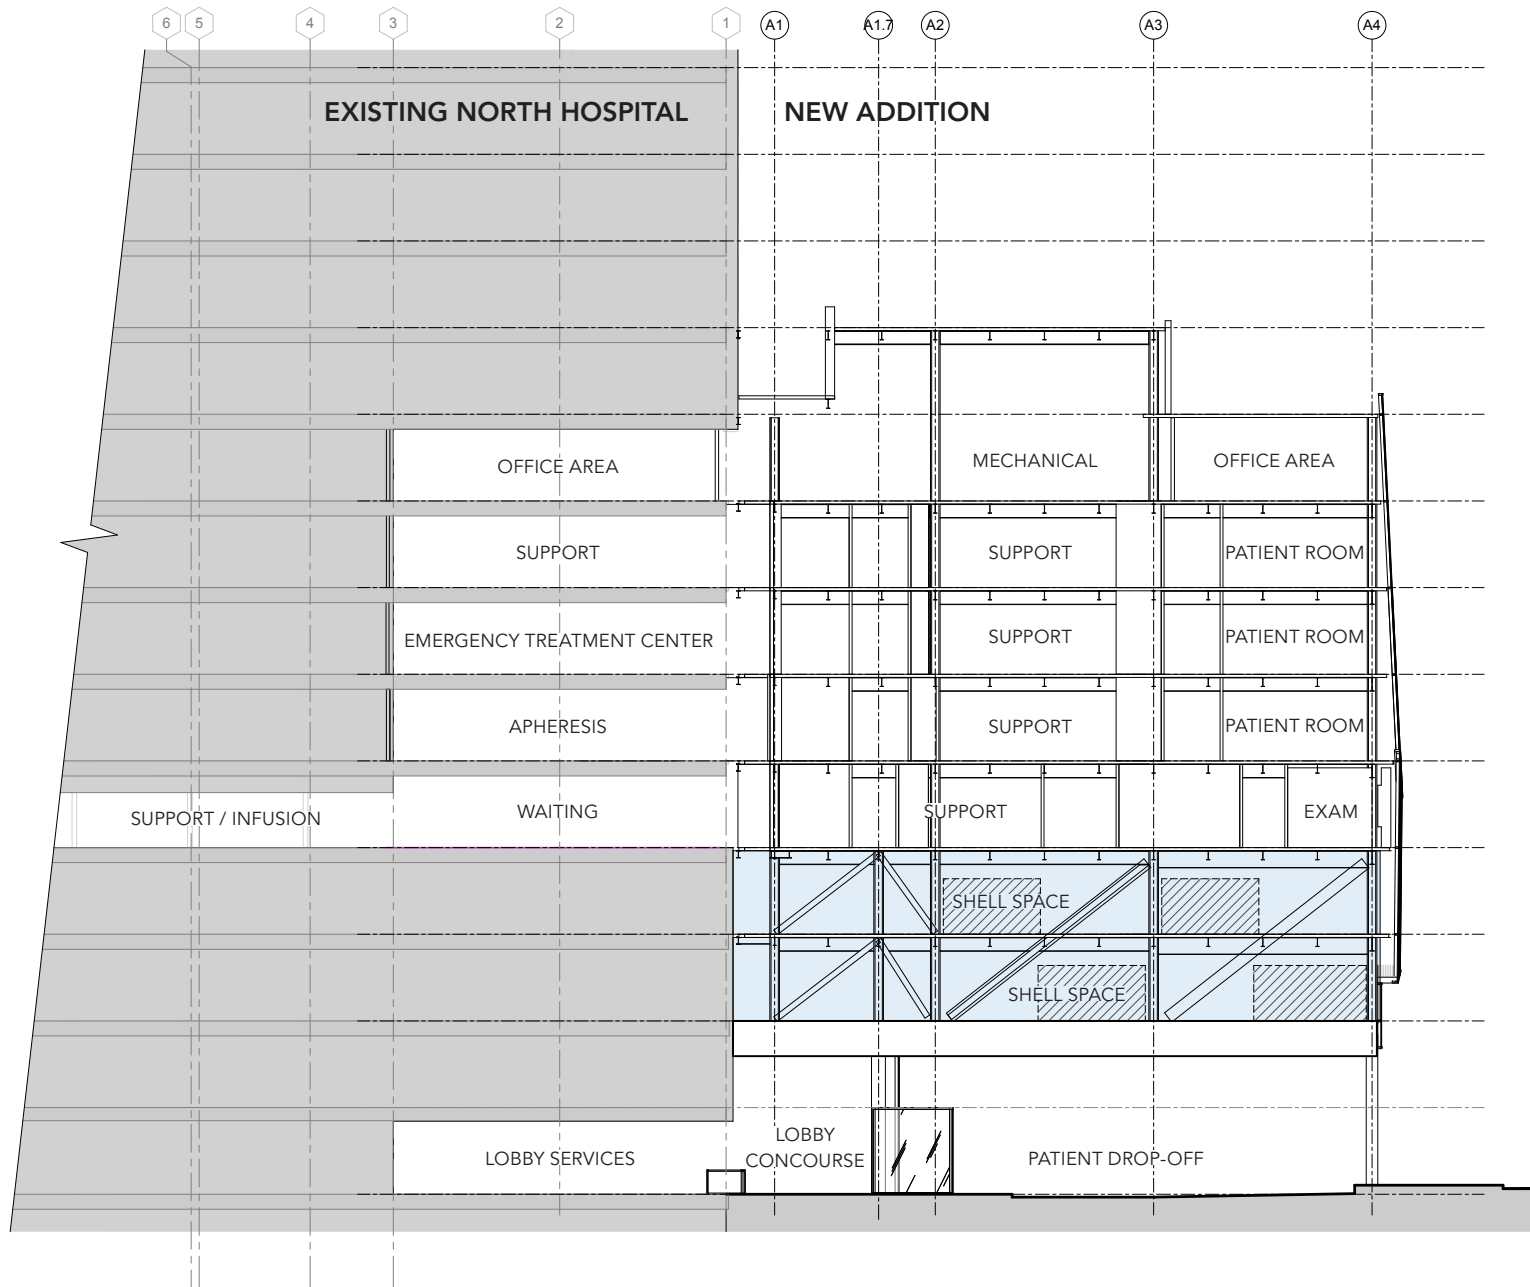 6 5 4 3 2 1 A1 A1.7 A2 A3 A4
EXISTING NORTH HOSPITAL NEW ADDITION
OFFICE AREA MECHANICAL OFFICE AREA
SUPPORT SUPPORT PATIENT ROOM
EMERGENCY TREATMENT CENTER SUPPORT PATIENT ROOM
APHERESIS SUPPORT PATIENT ROOM
SUPPORT / INFUSION WAITING SUPPORT EXAM
SHELL SPACE
SHELL SPACE
LOBBY SERVICES
LOBBY
CONCOURSE
PATIENT DROP-OFF